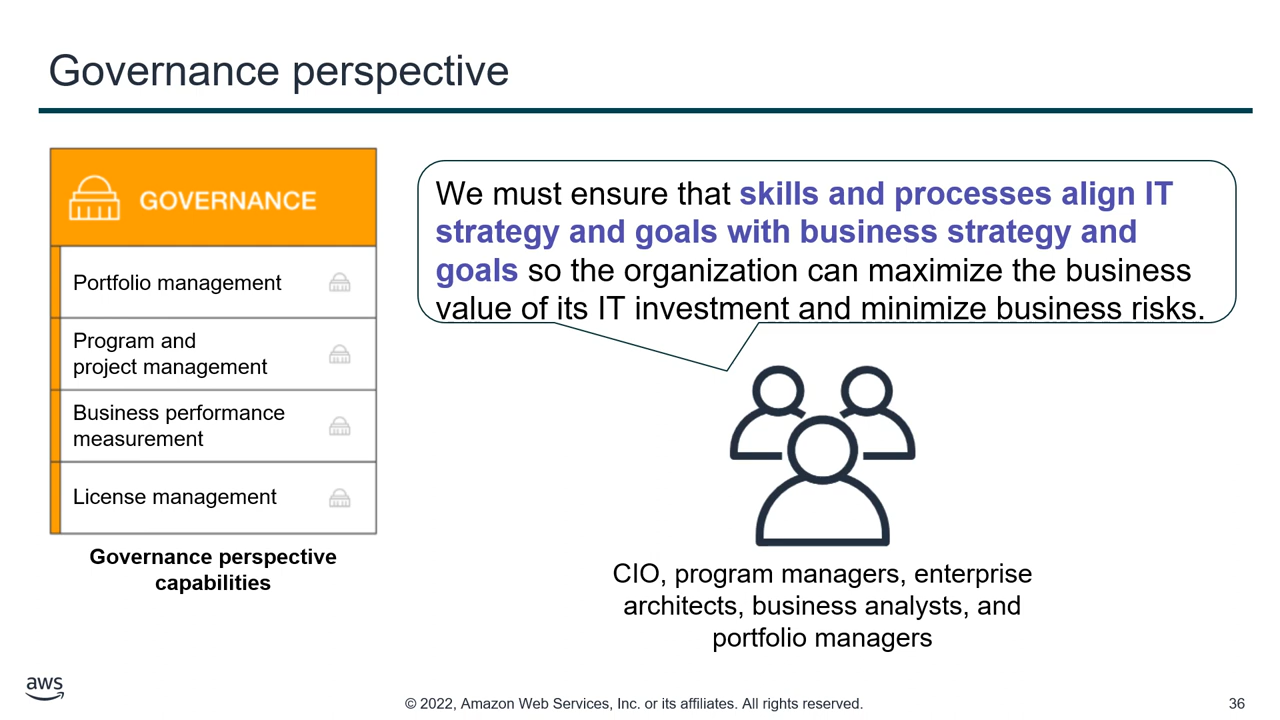 Governance perspective
GOVERNANCE
Portfolio management
Program and
project management
Business performance
measurement
License management
Governance perspective
capabilities
We must ensure that skills and processes align IT
strategy and goals with business strategy and
goals so the organization can maximize the business
value of its IT investment and minimize business risks.
CIO, program managers, enterprise
architects, business analysts, and
portfolio managers
aws
© 2022, Amazon Web Services, Inc. or its affiliates. All rights reserved.
36